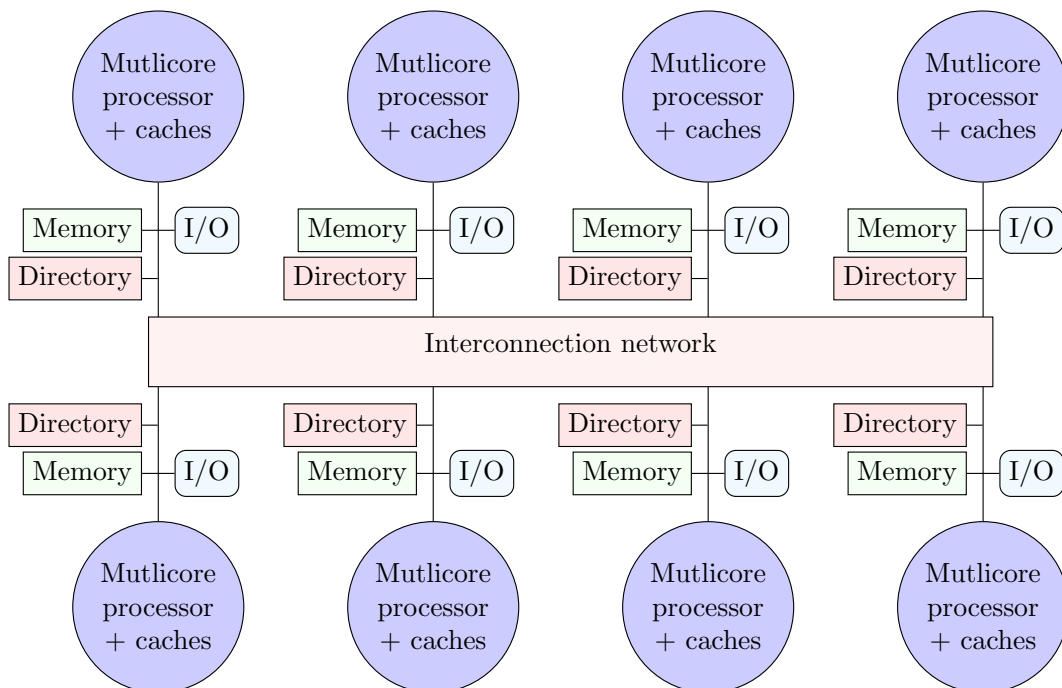 Mutlicore
processor
+ caches
Mutlicore
processor
+ caches
Mutlicore
processor
+ caches
Mutlicore
processor
+ caches
Memory
I/O
Memory
I/O
Memory
I/O
Memory
I/O
Directory
Directory
Directory
Directory
Interconnection network
Directory
Directory
Directory
Directory
Memory
I/O
Memory
I/O
Memory
I/O
Memory
I/O
Mutlicore
processor
+ caches
Mutlicore
processor
+ caches
Mutlicore
processor
+ caches
Mutlicore
processor
+ caches